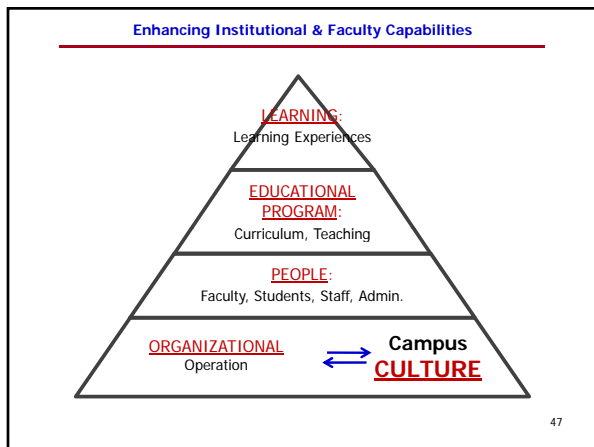 Enhancing Institutional & Faculty Capabilities
LEARNING:
Learning Experiences
EDUCATIONAL
PROGRAM:
Curriculum, Teaching
PEOPLE:
Faculty, Students, Staff, Admin.
ORGANIZATIONAL
Operation
Campus
CULTURE
47